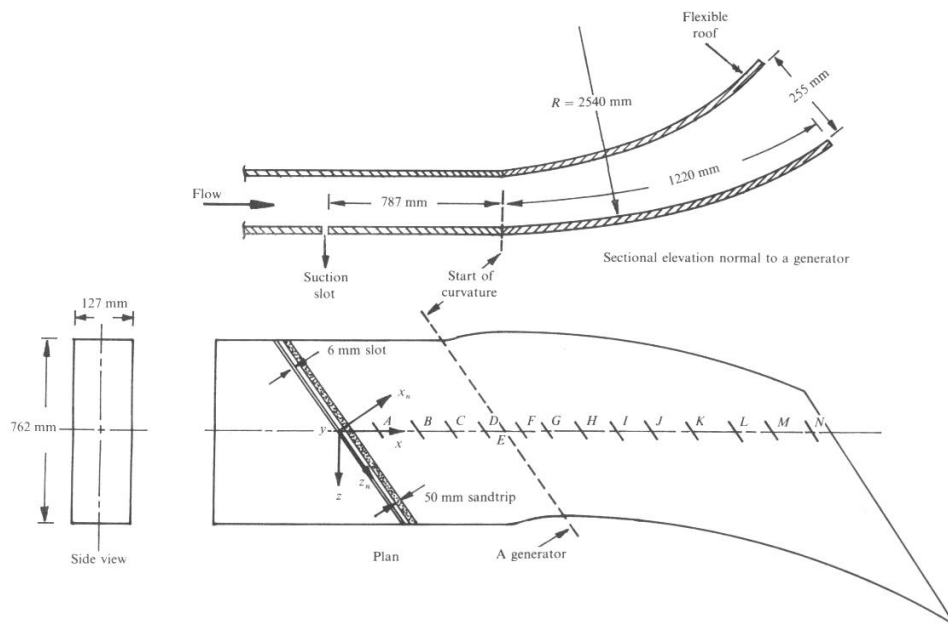 Flexible
roof
R = 2540 mm
255 mm
1220 mm
Flow
787 mm
Suction
slot
Start of
curvature
Sectional elevation normal to a generator
127 mm
762 mm
Side view
6 mm slot
x_n
A B C D E F G H I J K L M N
y
x
z
z_n
50 mm sandtrip
Plan
A generator